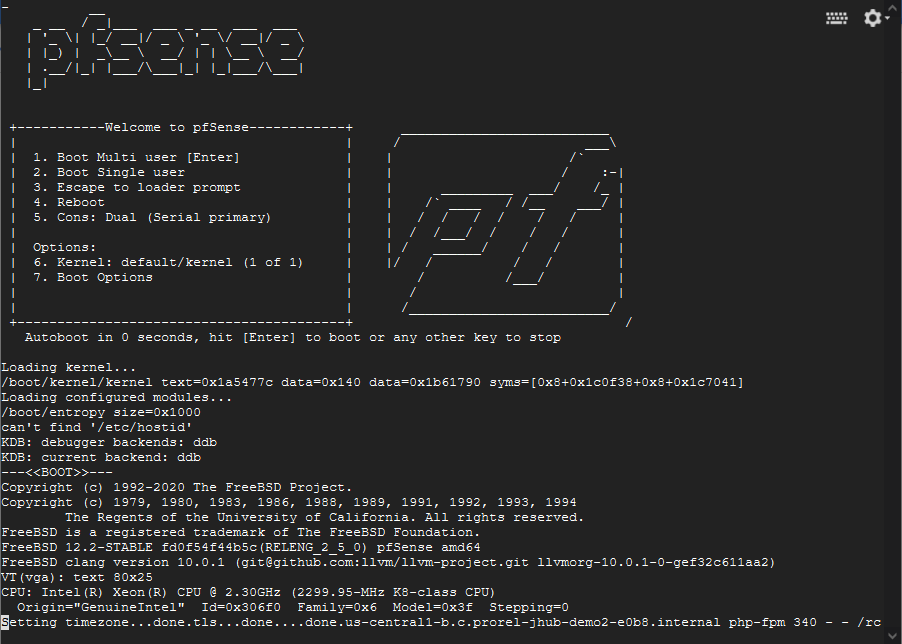 pfsense
+-----------Welcome to pfSense------------+
1. Boot Multi user [Enter]
2. Boot Single user
3. Escape to loader prompt
4. Reboot
5. Cons: Dual (Serial primary)
Options:
6. Kernel: default/kernel (1 of 1)
7. Boot Options
pf
Autoboot in 0 seconds, hit [Enter] to boot or any other key to stop
Loading kernel...
/boot/kernel/kernel text=0x1a5477c data=0x140 data=0x1b61790 syms=[0x8+0x1c0f38+0x8+0x1c7041]
Loading configured modules...
/boot/entropy size=0x1000
can't find '/etc/hostid'
KDB: debugger backends: ddb
KDB: current backend: ddb
---<<BOOT>>---
Copyright (c) 1992-2020 The FreeBSD Project.
Copyright (c) 1979, 1980, 1983, 1986, 1988, 1989, 1991, 1992, 1993, 1994
The Regents of the University of California. All rights reserved.
FreeBSD is a registered trademark of The FreeBSD Foundation.
FreeBSD 12.2-STABLE fd0f54f44b5c(RELENG_2_5_0) pfSense amd64
FreeBSD clang version 10.0.1 (git@github.com:llvm/llvm-project.git llvmorg-10.0.1-0-gef32c611aa2)
VT(vga): text 80x25
CPU: Intel(R) Xeon(R) CPU @ 2.30GHz (2299.95-MHz K8-class CPU)
Origin="GenuineIntel" Id=0x306f0 Family=0x6 Model=0x3f Stepping=0
Setting timezone...done.tls...done....done.us-central1-b.c.prorel-jhub-demo2-e0b8.internal php-fpm 340 - - /rc